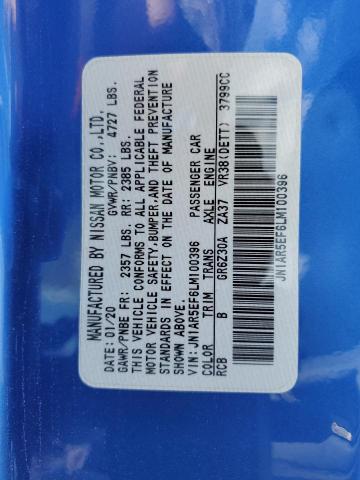 MANUFACTURED BY NISSAN MOTOR CO.,LTD.
DATE: 01/20 GVWR/PNBV: 4727 LBS.
GAWR/PNBE FR: 2357 LBS. RR: 2385 LBS.
THIS VEHICLE CONFORMS TO ALL APPLICABLE FEDERAL
MOTOR VEHICLE SAFETY,BUMPER,AND THEFT PREVENTION
STANDARDS IN EFFECT ON THE DATE OF MANUFACTURE
SHOWN ABOVE.
VIN: JN1AR5EF6LM100396 PASSENGER CAR
COLOR TRIM TRANS AXLE ENGINE
RCB B GR6Z30A ZA37 VR38(DETT) 3799CC
JN1AR5EF6LM100396